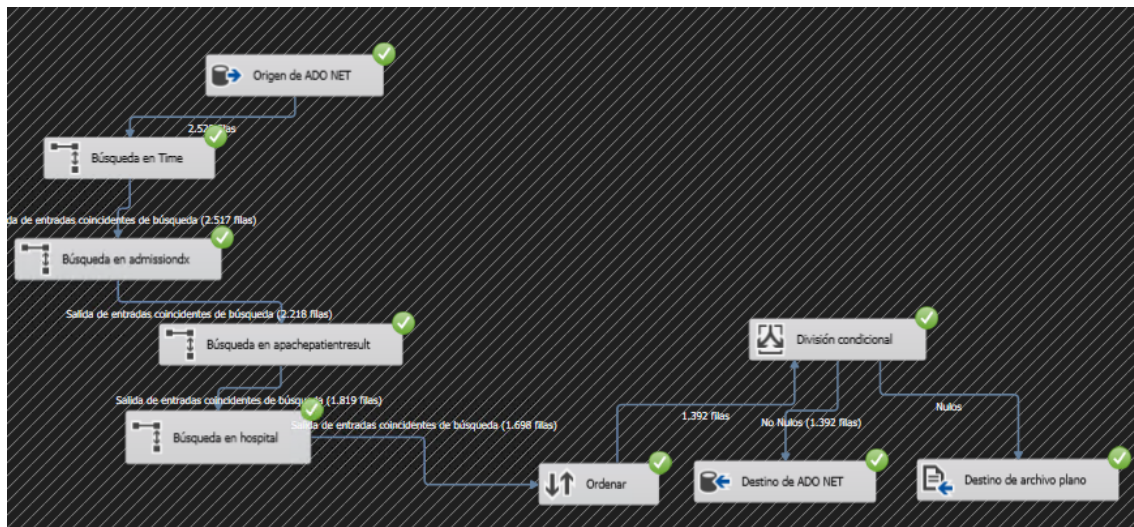 Origen de ADO NET
filas
Búsqueda en Time
da de entradas coincidentes de búsqueda (2.517 filas)
Búsqueda en admissiondx
Salida de entradas coincidentes de búsqueda (2.218 filas)
Búsqueda en apachepatientresult
Salida de entradas coincidentes de búsqueda (1.819 filas)
Búsqueda en hospital
Salida de entradas coincidentes de búsqueda (1.698 filas)
Ordenar
1.392 filas
División condicional
No Nulos (1.392 filas)
Nulos
Destino de ADO NET
Destino de archivo plano